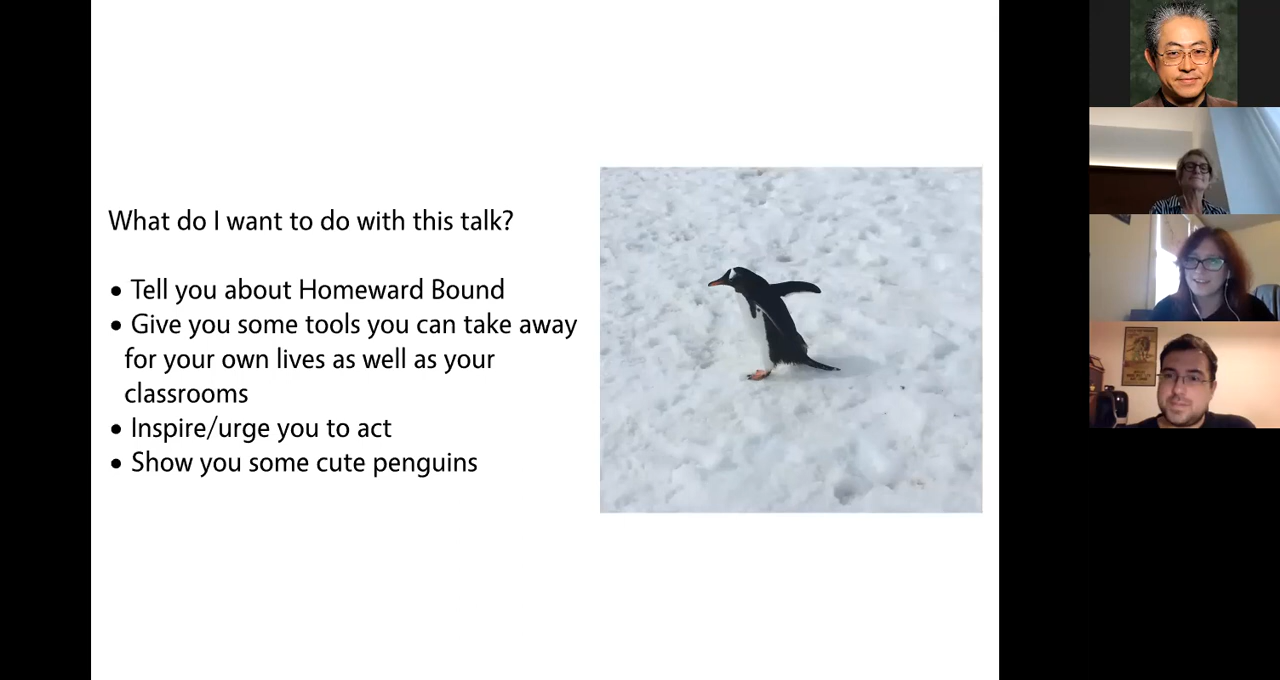 What do I want to do with this talk?
• Tell you about Homeward Bound
• Give you some tools you can take away
for your own lives as well as your
classrooms
• Inspire/urge you to act
• Show you some cute penguins